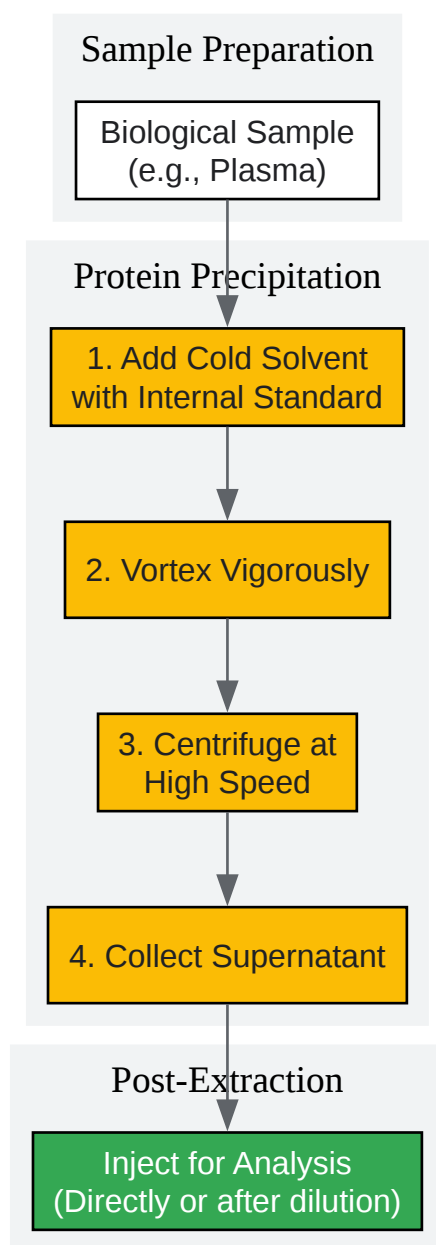 Sample Preparation
Biological Sample
(e.g., Plasma)
Protein Precipitation
1. Add Cold Solvent
with Internal Standard
2. Vortex Vigorously
3. Centrifuge at
High Speed
4. Collect Supernatant
Post-Extraction
Inject for Analysis
(Directly or after dilution)